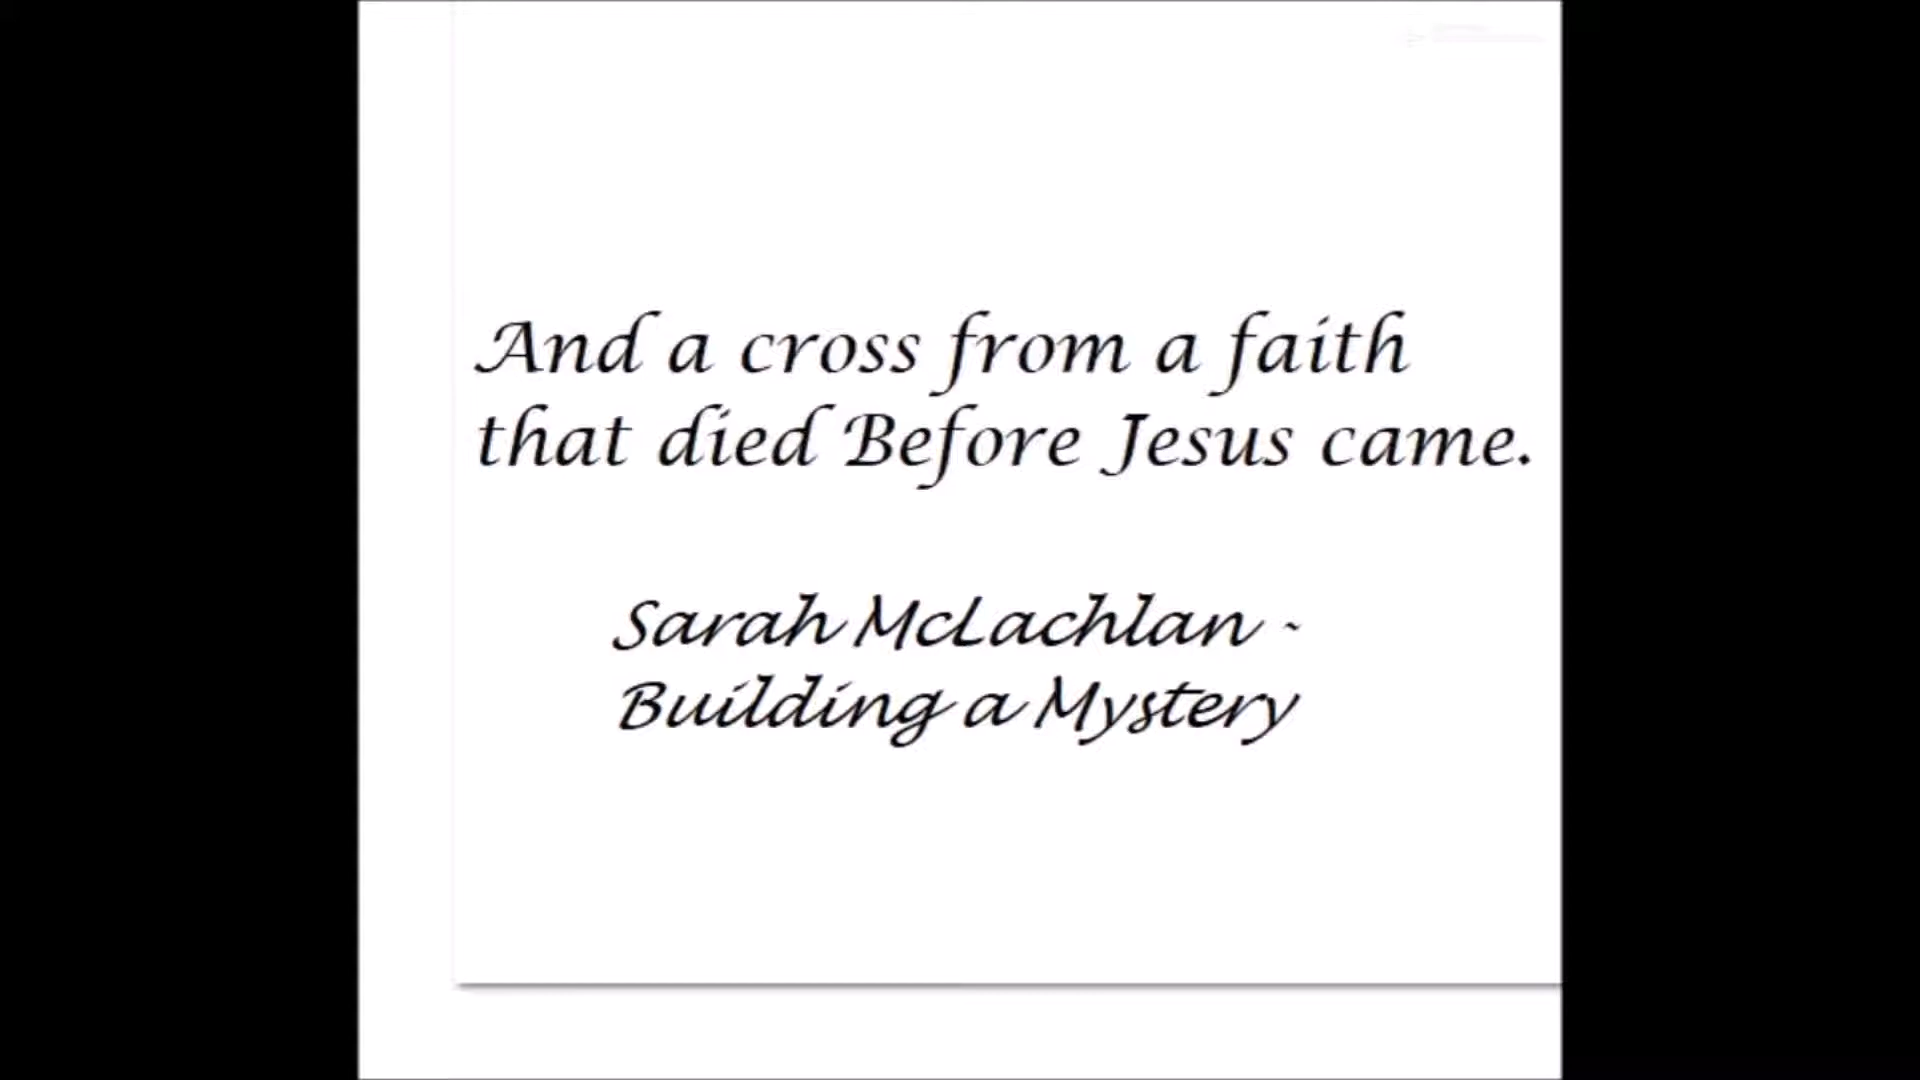 And a cross from a faith
that died Before Jesus came.
Sarah McLachlan -
Building a Mystery